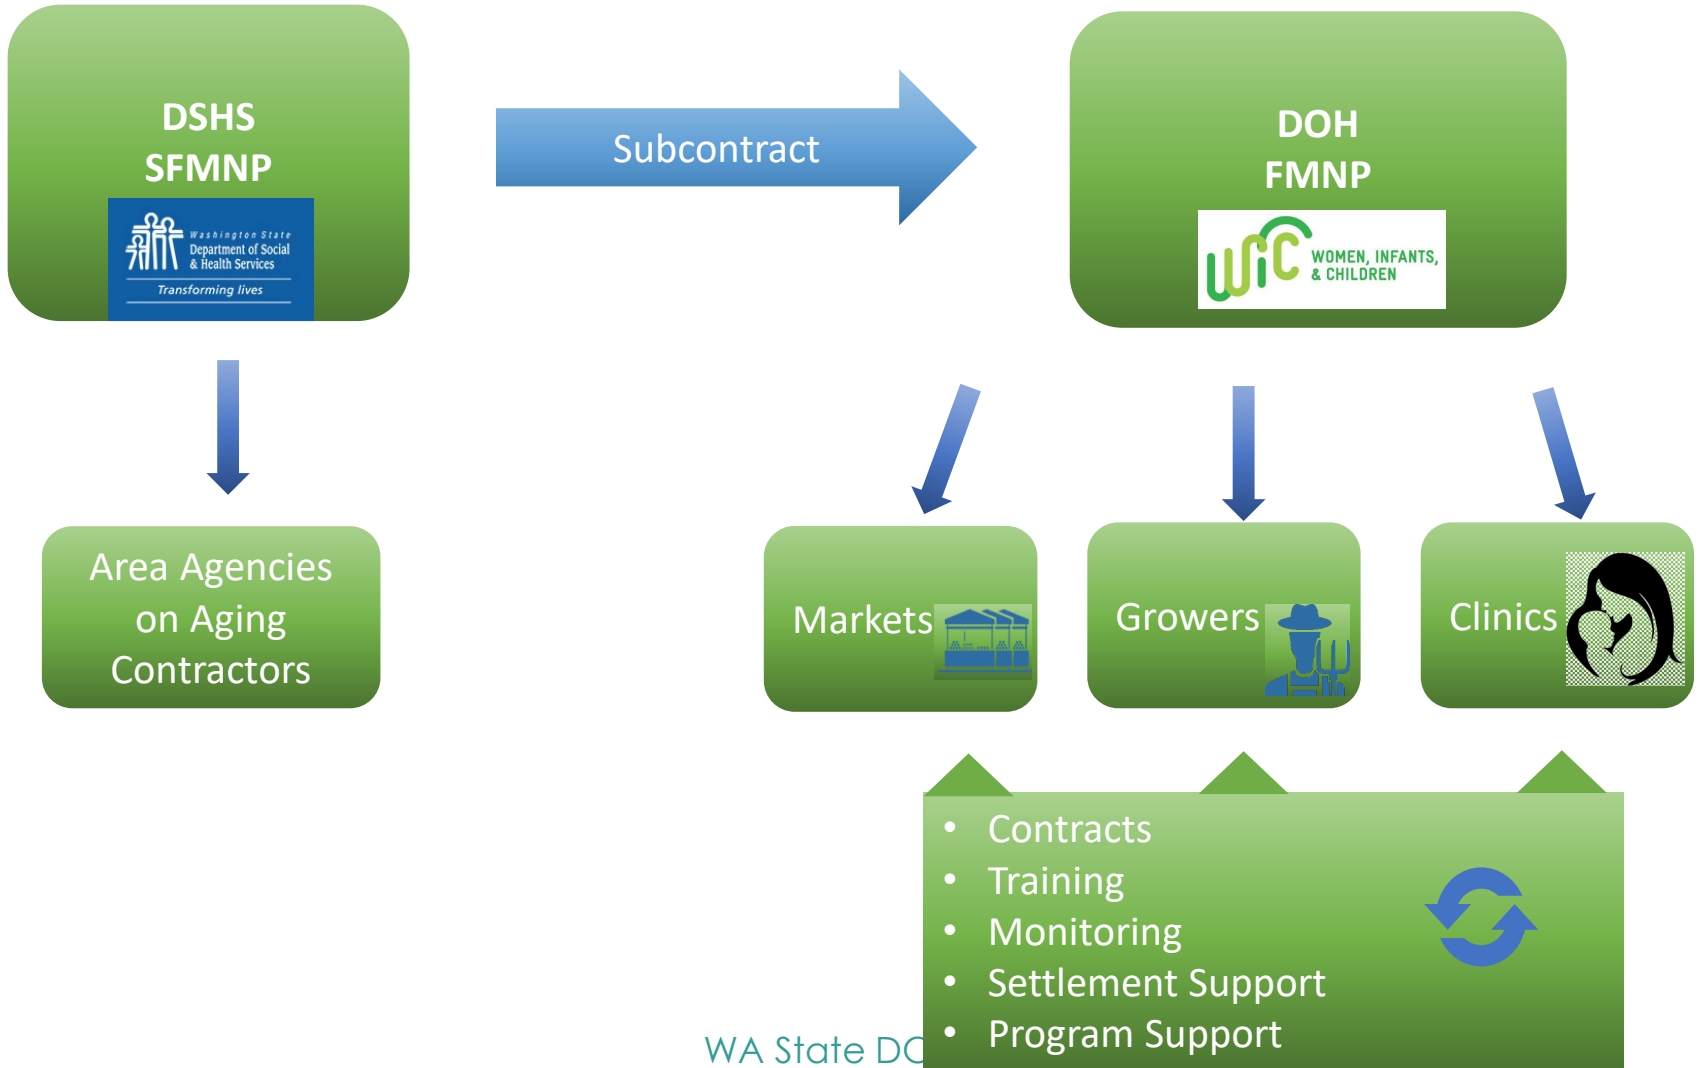 DSHS
SFMNP
Washington State
Department of Social
& Health Services
Transforming lives
Subcontract
DOH
FMNP
WiC
WOMEN, INFANTS,
& CHILDREN
Area Agencies
on Aging
Contractors
Markets
Growers
Clinics
• Contracts
• Training
• Monitoring
• Settlement Support
• Program Support
WA State